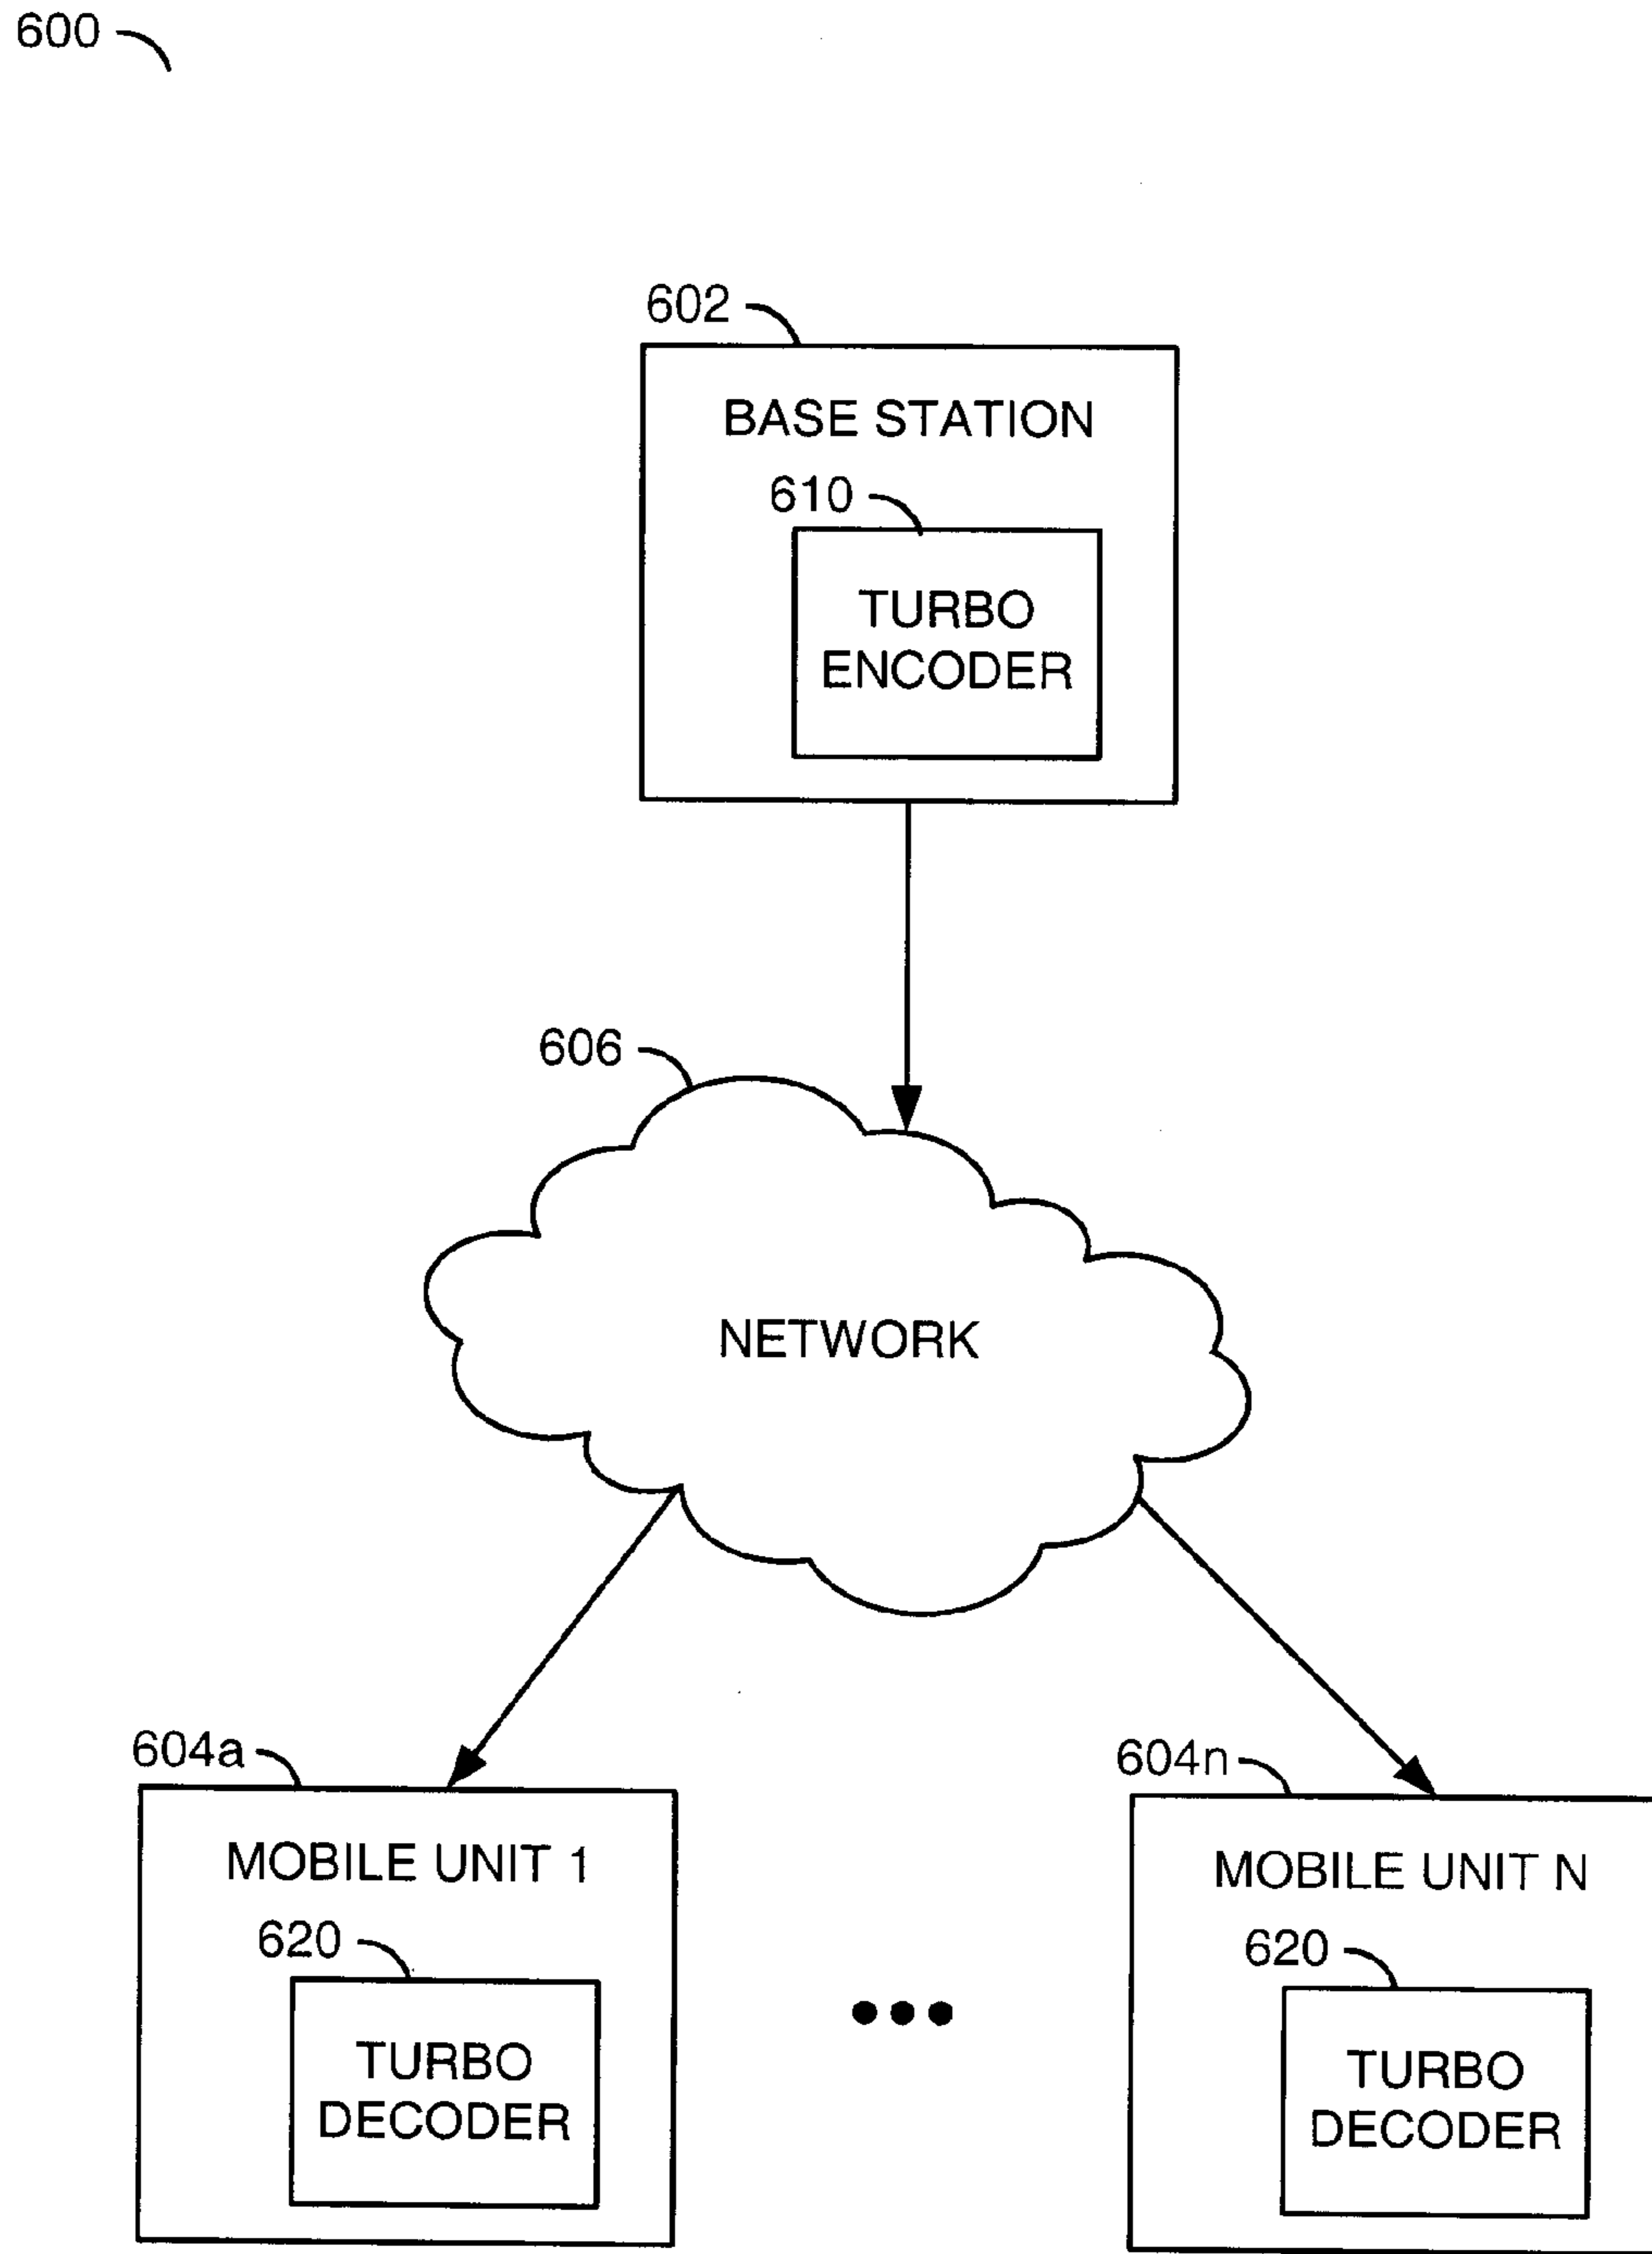 600
602
BASE STATION
610
TURBO
ENCODER
606
NETWORK
604a
MOBILE UNIT 1
620
TURBO
DECODER
604n
MOBILE UNIT N
620
TURBO
DECODER